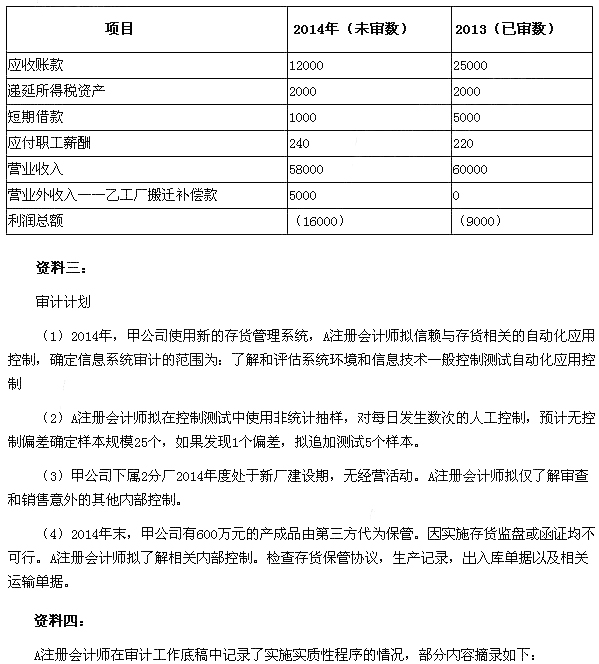 项目 2014年（未审数） 2013（已审数）
应收账款 12000 25000
递延所得税资产 2000 2000
短期借款 1000 5000
应付职工薪酬 240 220
营业收入 58000 60000
营业外收入一一乙工厂搬迁补偿款 5000 0
利润总额 （16000） （9000）
资料三：
审计计划
（1）2014年，甲公司使用新的存货管理系统，A注册会计师拟信赖与存货相关的自动化应用
控制，确定信息系统审计的范围为：了解和评估系统环境和信息技术一般控制测试自动化应用控
制
（2）A注册会计师拟在控制测试中使用非统计抽样，对每日发生数次的人工控制，预计无控
制偏差确定样本规模25个，如果发现1个偏差，拟追加测试5个样本。
（3）甲公司下属2分厂2014年度处于新厂建设期，无经营活动。A注册会计师拟仅了解审查
和销售意外的其他内部控制。
（4）2014年末，甲公司有600万元的产成品由第三方代为保管。因实施存货监盘或函证均不
可行。A注册会计师拟了解相关内部控制。检查存货保管协议，生产记录，出入库单据以及相关
运输单据。
资料四：
A注册会计师在审计工作底稿中记录了实施实质性程序的情况，部分内容摘录如下：